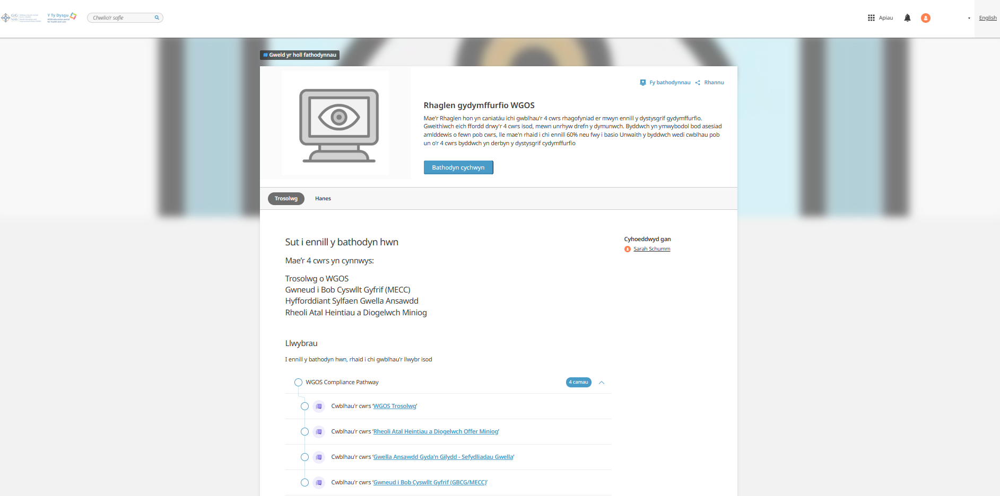 GIG
NHS
Y Tŷ Dysgu
Chwilio'r safle
Apiau
English
Gweld yr holl fathodynnau
Fy bathodynnau
Rhannu
Rhaglen gydymffurfio WGOS
Mae'r Rhaglen hon yn caniatáu ichi gwblhau'r 4 cwrs rhagofyniad er mwyn ennill y dystysgrif gydymffurfio.
Gweithiwch eich ffordd drwy'r 4 cwrs isod, mewn unrhyw drefn y dymunwch. Byddwch yn ymwybodol bod asesiad
amlddewis o fewn pob cwrs, lle mae'n rhaid i chi ennill 60% neu fwy i basio Unwaith y byddwch wedi cwblhau pob
un o'r 4 cwrs byddwch yn derbyn y dystysgrif cydymffurfio
Bathodyn cychwyn
Trosolwg
Hanes
Sut i ennill y bathodyn hwn
Cyhoeddwyd gan
Sarah Schumm
Mae’r 4 cwrs yn cynnwys:
Trosolwg o WGOS
Gwneud i Bob Cyswllt Gyfrif (MECC)
Hyfforddiant Sylfaen Gwella Ansawdd
Rheoli Atal Heintiau a Diogelwch Miniog
Llwybrau
I ennill y bathodyn hwn, rhaid i chi gwblhau'r llwybr isod
WGOS Compliance Pathway
4 camau
Cwblhau'r cwrs ‘WGOS Trosolwg’
Cwblhau'r cwrs ‘Rheoli Atal Heintiau a Diogelwch Offer Miniog’
Cwblhau'r cwrs ‘Gwella Ansawdd Gyda'n Gilydd - Sefydliadau Gwella’
Cwblhau'r cwrs ‘Gwneud i Bob Cyswllt Gyfrif (GBCG/MECC)’